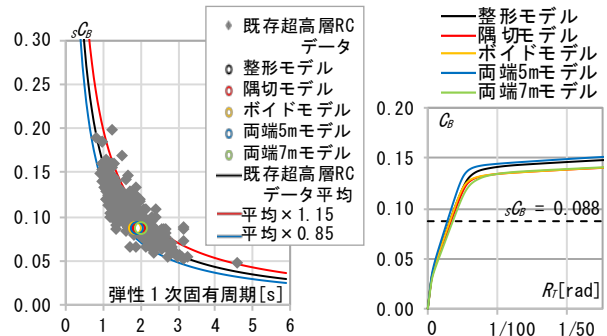 sCB
0.30
0.25
0.20
0.15
0.10
0.05
0.00
0 1 2 3 4 5 6
弾性1次固有周期[s]
既存超高層RC
データ
整形モデル
隅切モデル
ボイドモデル
両端5mモデル
両端7mモデル
既存超高層RC
データ平均
平均×1.15
平均×0.85
整形モデル
隅切モデル
ボイドモデル
両端5mモデル
両端7mモデル
CB
0.20
0.15
0.10
0.05
0.00
sCB = 0.088
RT[rad]
0 1/100 1/50